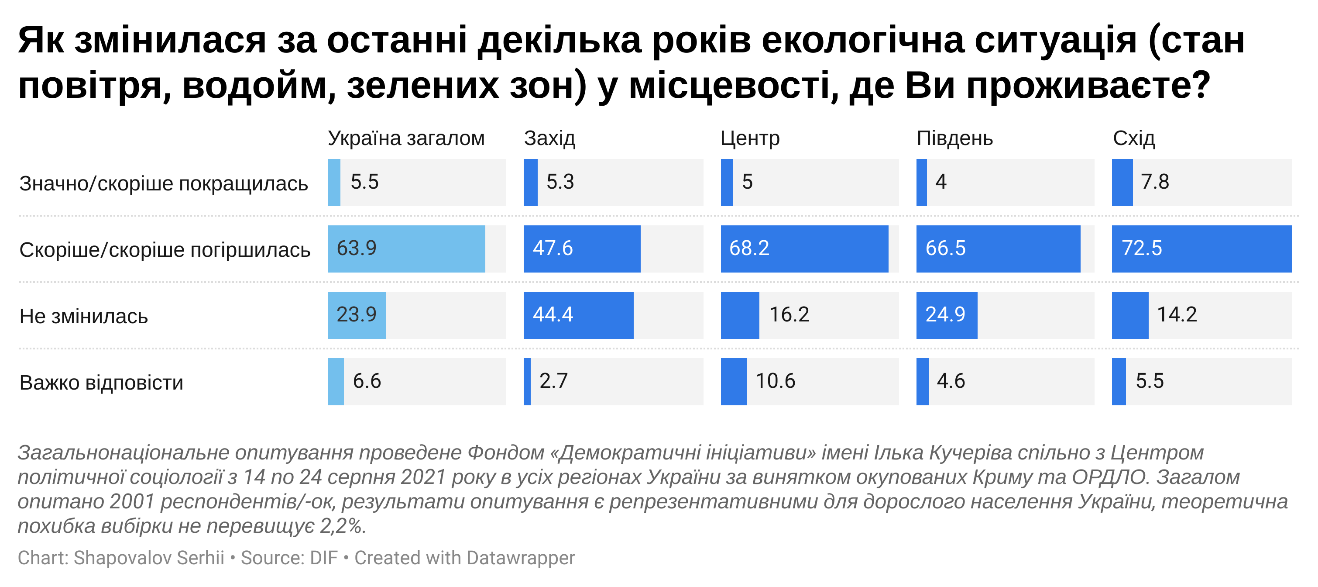 Як змінилася за останні декілька років екологічна ситуація (стан
повітря, водойм, зелених зон) у місцевості, де Ви проживаєте?
Україна загалом Захід Центр Південь Схід
Значно/скоріше покращилась 5.5 5.3 5 4 7.8
Скоріше/скоріше погіршилась 63.9 47.6 68.2 66.5 72.5
Не змінилась 23.9 44.4 16.2 24.9 14.2
Важко відповісти 6.6 2.7 10.6 4.6 5.5
Загальнонаціональне опитування проведене Фондом «Демократичні ініціативи» імені Ілька Кучеріва спільно з Центром
політичної соціології з 14 по 24 серпня 2021 року в усіх регіонах України за винятком окупованих Криму та ОРДЛО. Загалом
опитано 2001 респондентів/-ок, результати опитування є репрезентативними для дорослого населення України, теоретична
похибка вибірки не перевищує 2,2%.
Chart: Shapovalov Serhii • Source: DIF • Created with Datawrapper